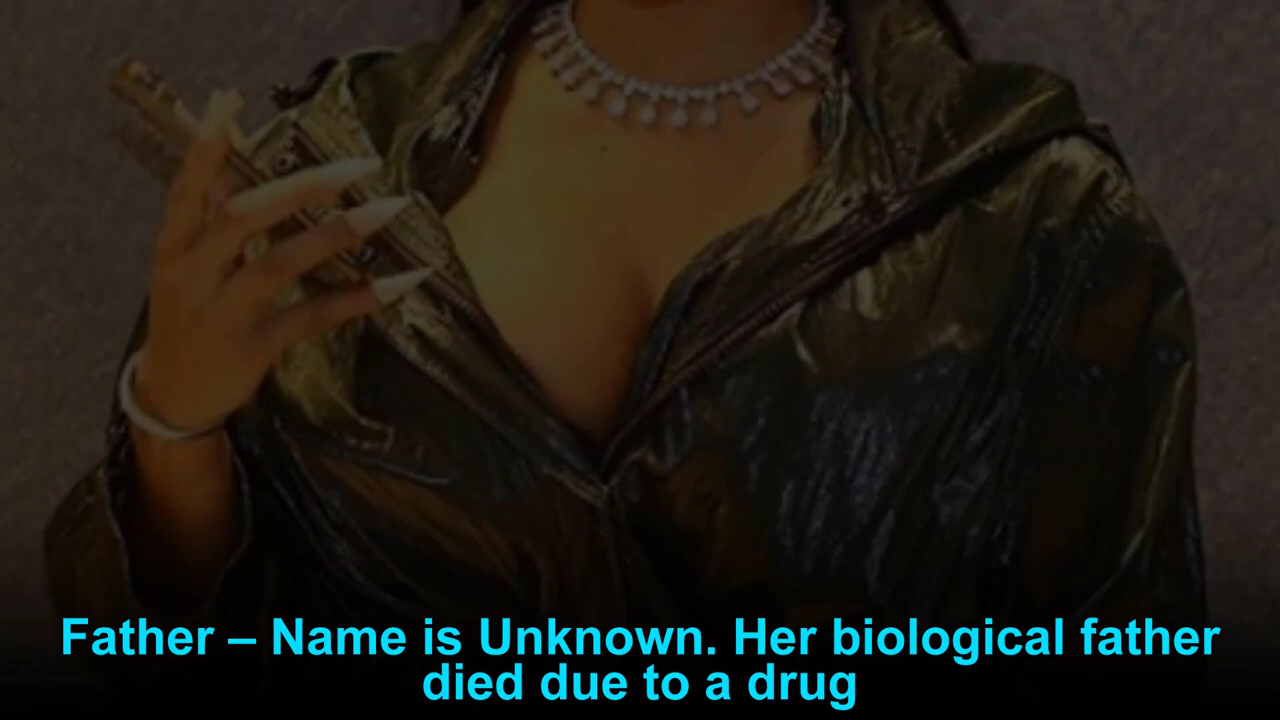 Father – Name is Unknown. Her biological father
died due to a drug